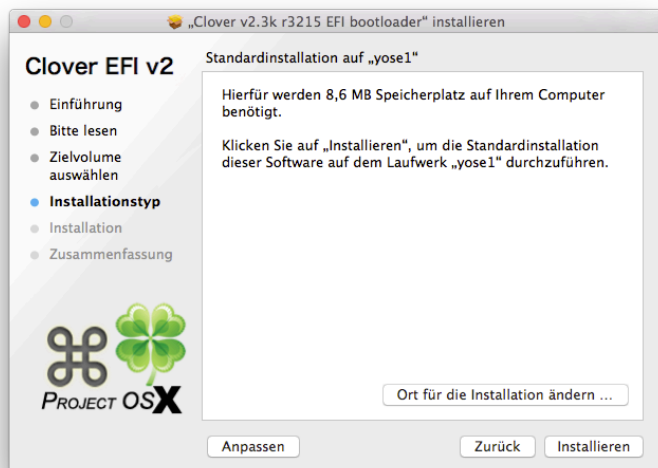 „Clover v2.3k r3215 EFI bootloader“ installieren
Clover EFI v2
Einführung
Bitte lesen
Zielvolume
auswählen
Installationstyp
Installation
Zusammenfassung
PROJECT OSX
Standardinstallation auf „yose1“
Hierfür werden 8,6 MB Speicherplatz auf Ihrem Computer
benötigt.
Klicken Sie auf „Installieren“, um die Standardinstallation
dieser Software auf dem Laufwerk „yose1“ durchzuführen.
Ort für die Installation ändern ...
Anpassen
Zurück
Installieren